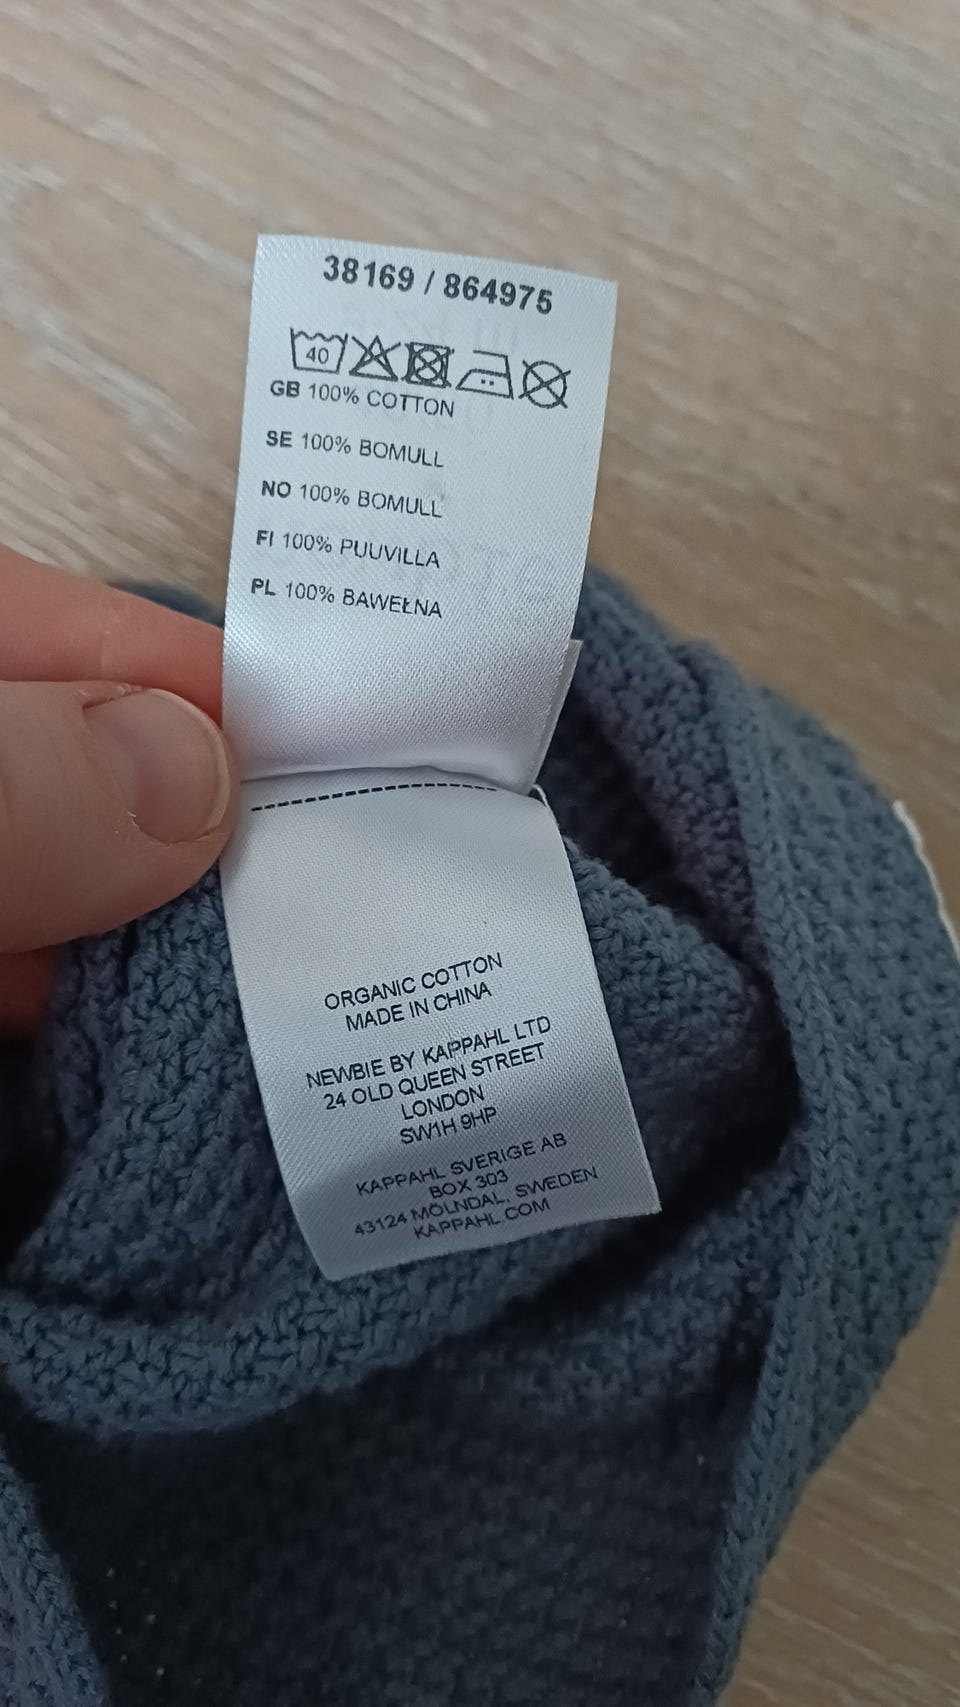 38169 / 864975
40
GB 100% COTTON
SE 100% BOMULL
NO 100% BOMULL
FI 100% PUUVILLA
PL 100% BAWEŁNA
ORGANIC COTTON
MADE IN CHINA
NEWBIE BY KAPPAHL LTD
24 OLD QUEEN STREET
LONDON
SW1H 9HP
KAPPAHL SVERIGE AB
BOX 303
43124 MÖLNDAL, SWEDEN
KAPPAHL.COM